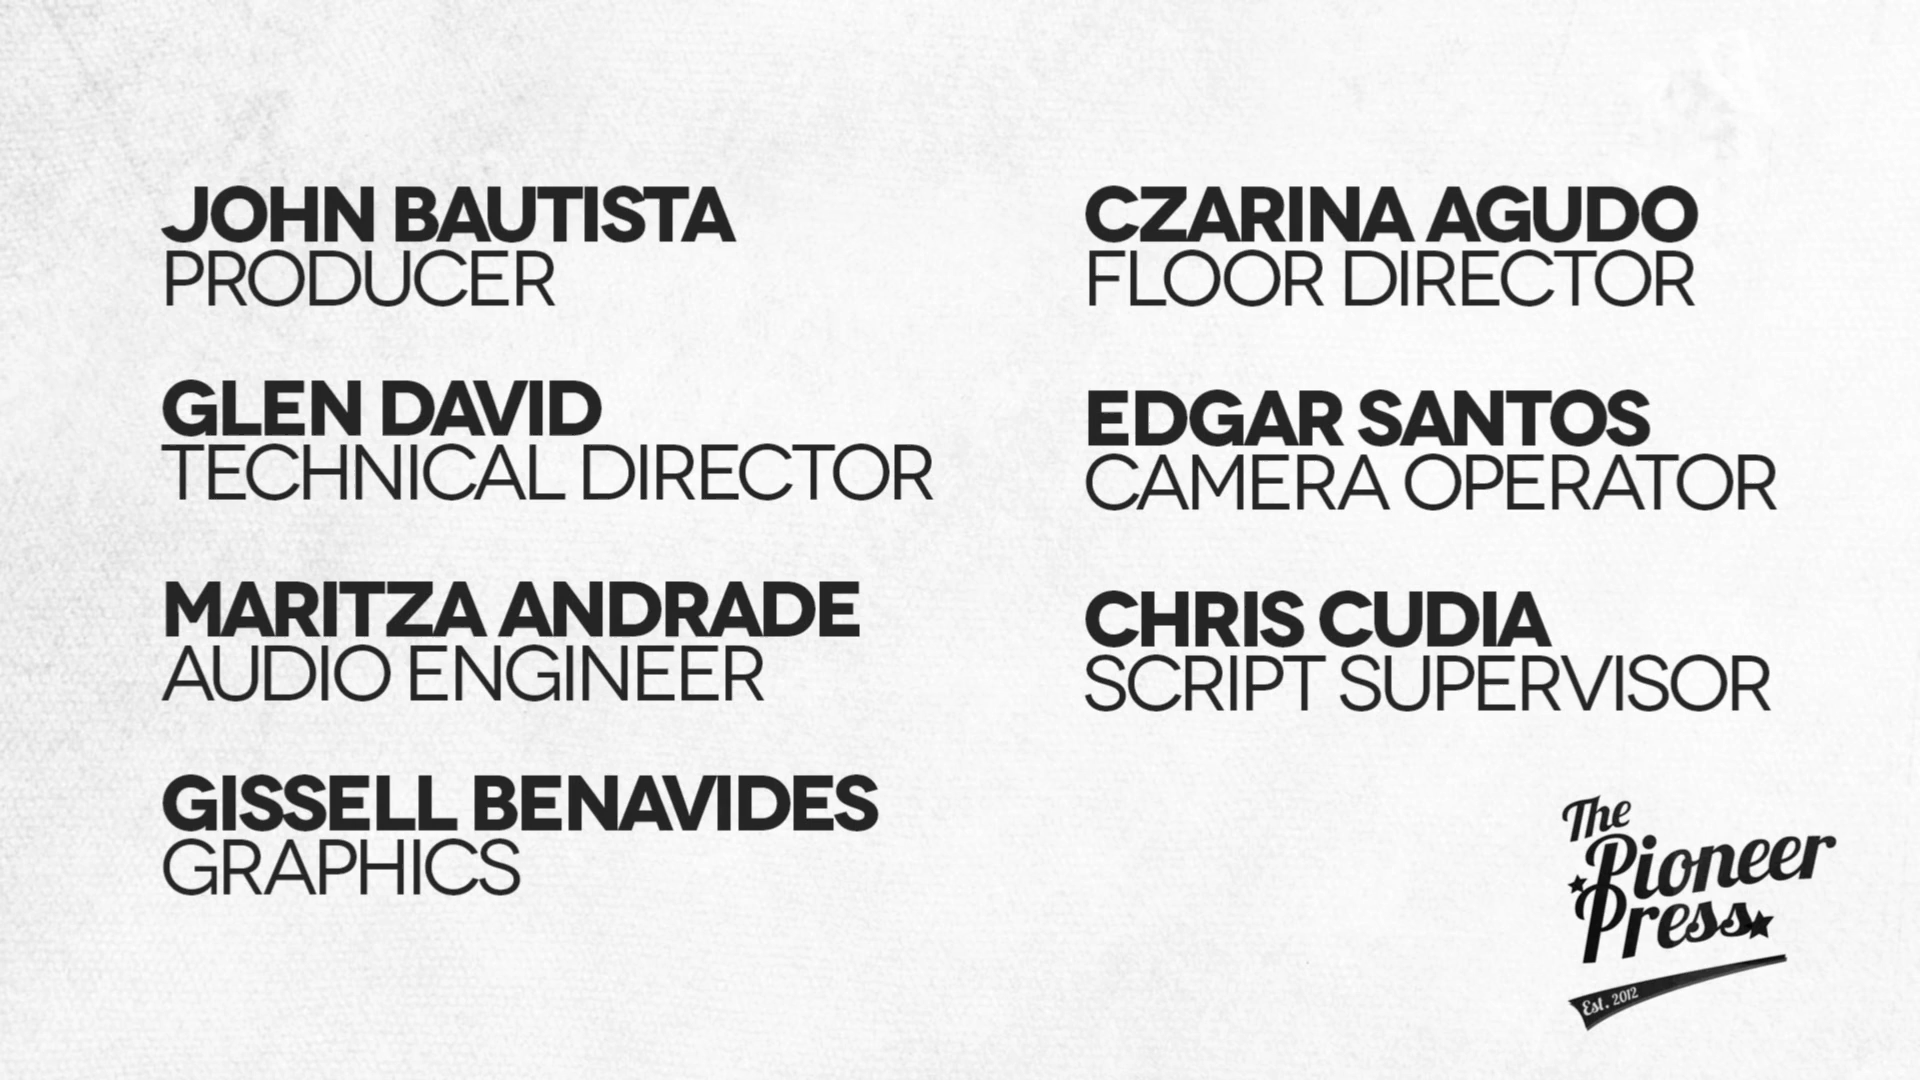 JOHN BAUTISTA
PRODUCER
GLEN DAVID
TECHNICAL DIRECTOR
MARITZA ANDRADE
AUDIO ENGINEER
GISSELL BENAVIDES
GRAPHICS
CZARINA AGUDO
FLOOR DIRECTOR
EDGAR SANTOS
CAMERA OPERATOR
CHRIS CUDIA
SCRIPT SUPERVISOR
The
Pioneer
Press
Est. 2012